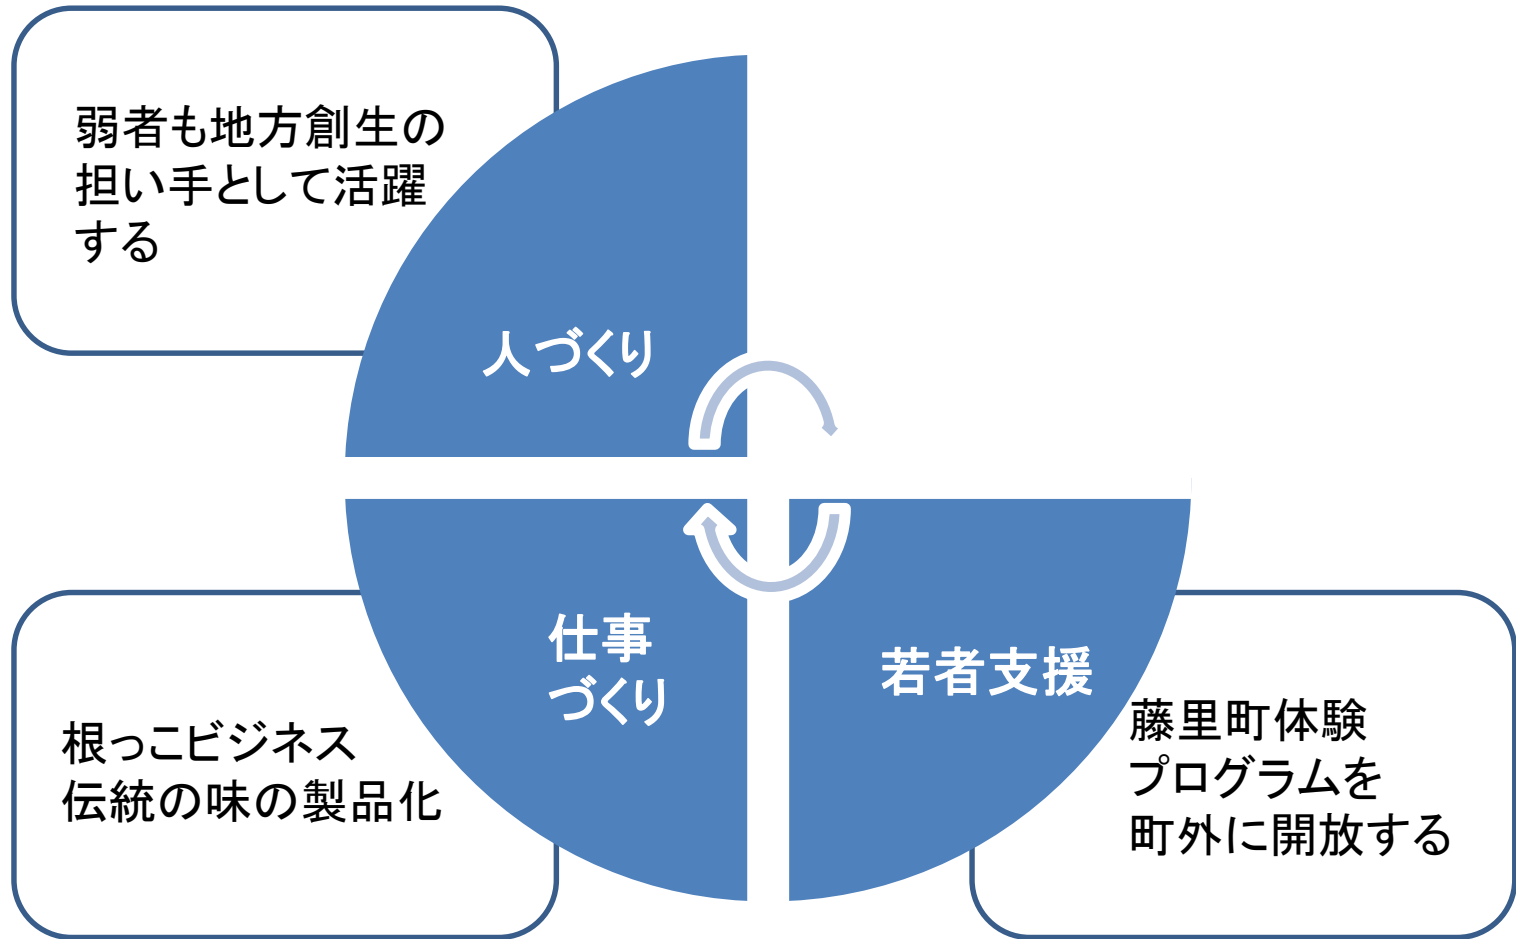 弱者も地方創生の
担い手として活躍
する
人づくり
仕事
づくり
若者支援
根っこビジネス
伝統の味の製品化
藤里町体験
プログラムを
町外に開放する